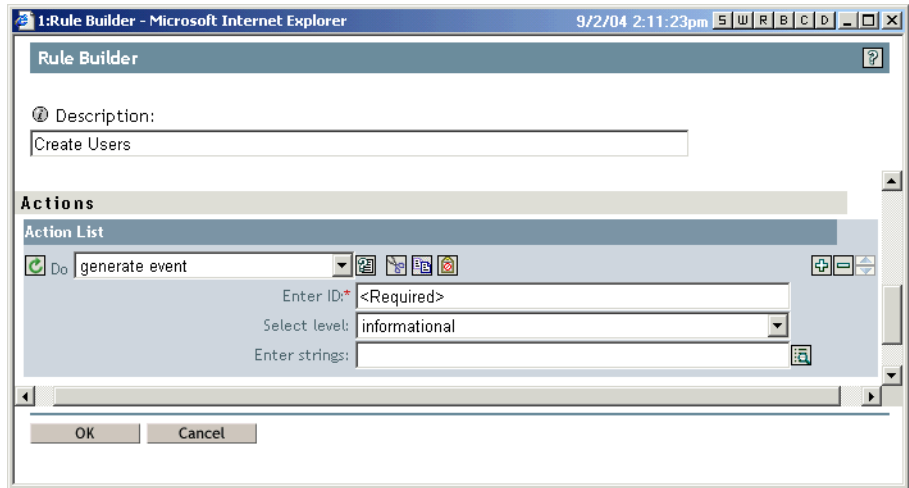 1:Rule Builder - Microsoft Internet Explorer 9/2/04 2:11:23pm S W R B C D
Rule Builder ?
Description:
Create Users
Actions
Action List
Do generate event
Enter ID:* <Required>
Select level: informational
Enter strings:
OK Cancel